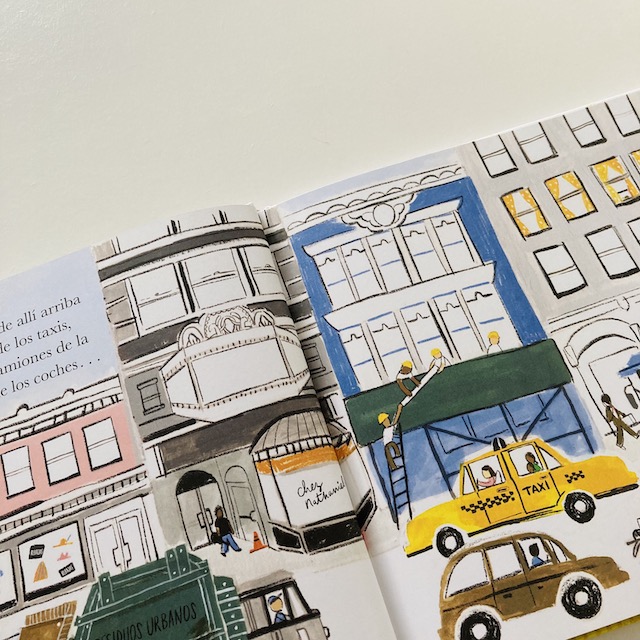 de allí arriba
de los taxis,
amiones de la
e los coches...
chez
Nathaniel
TAXI
ESIDUOS URBANOS